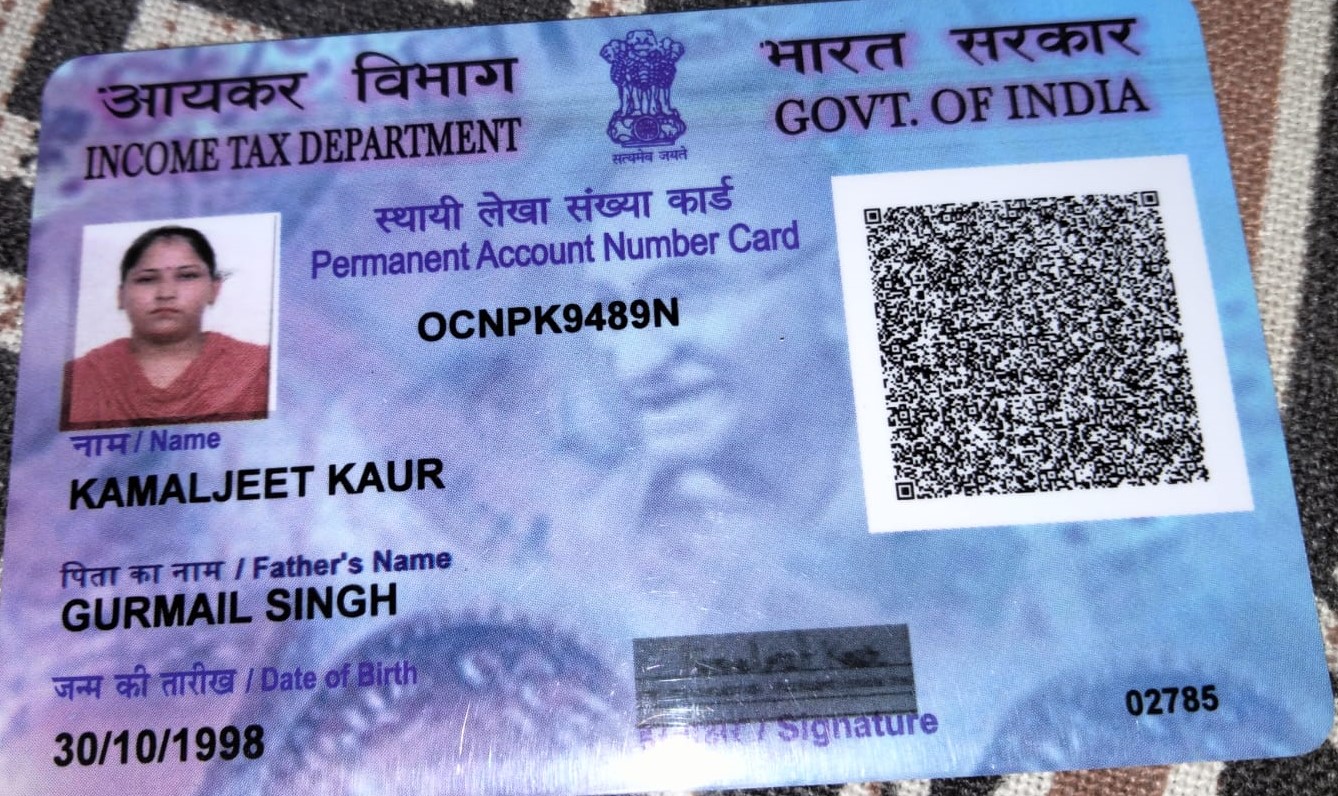 आयकर विभाग
INCOME TAX DEPARTMENT
सत्यमेव जयते
भारत सरकार
GOVT. OF INDIA
स्थायी लेखा संख्या कार्ड
Permanent Account Number Card
OCNPK9489N
नाम / Name
KAMALJEET KAUR
पिता का नाम / Father's Name
GURMAIL SINGH
जन्म की तारीख / Date of Birth
30/10/1998
/ Signature
02785